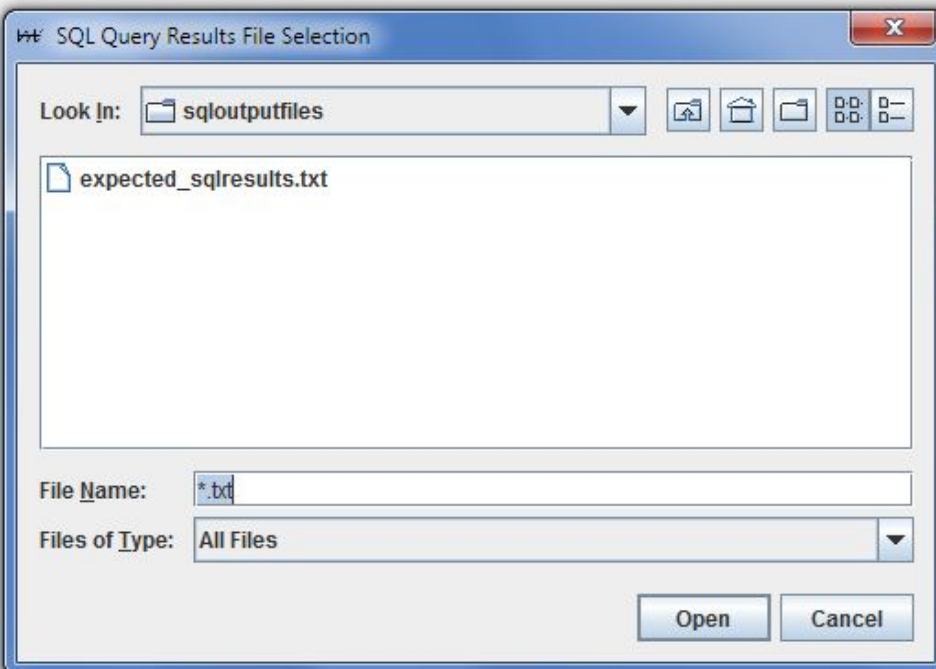 SQL Query Results File Selection
Look In: sqloutputfiles
expected_sqlresults.txt
File Name: *.txt
Files of Type: All Files
Open Cancel